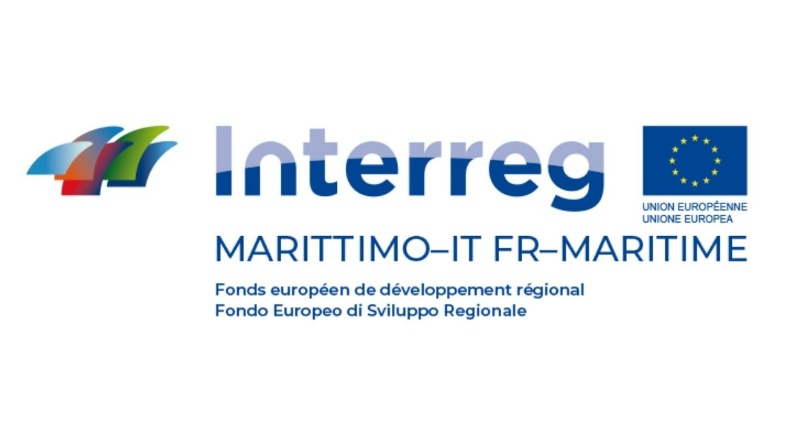 Interreg
UNION EUROPÉENNE
UNIONE EUROPEA
MARITTIMO–IT FR–MARITIME
Fonds européen de développement régional
Fondo Europeo di Sviluppo Regionale